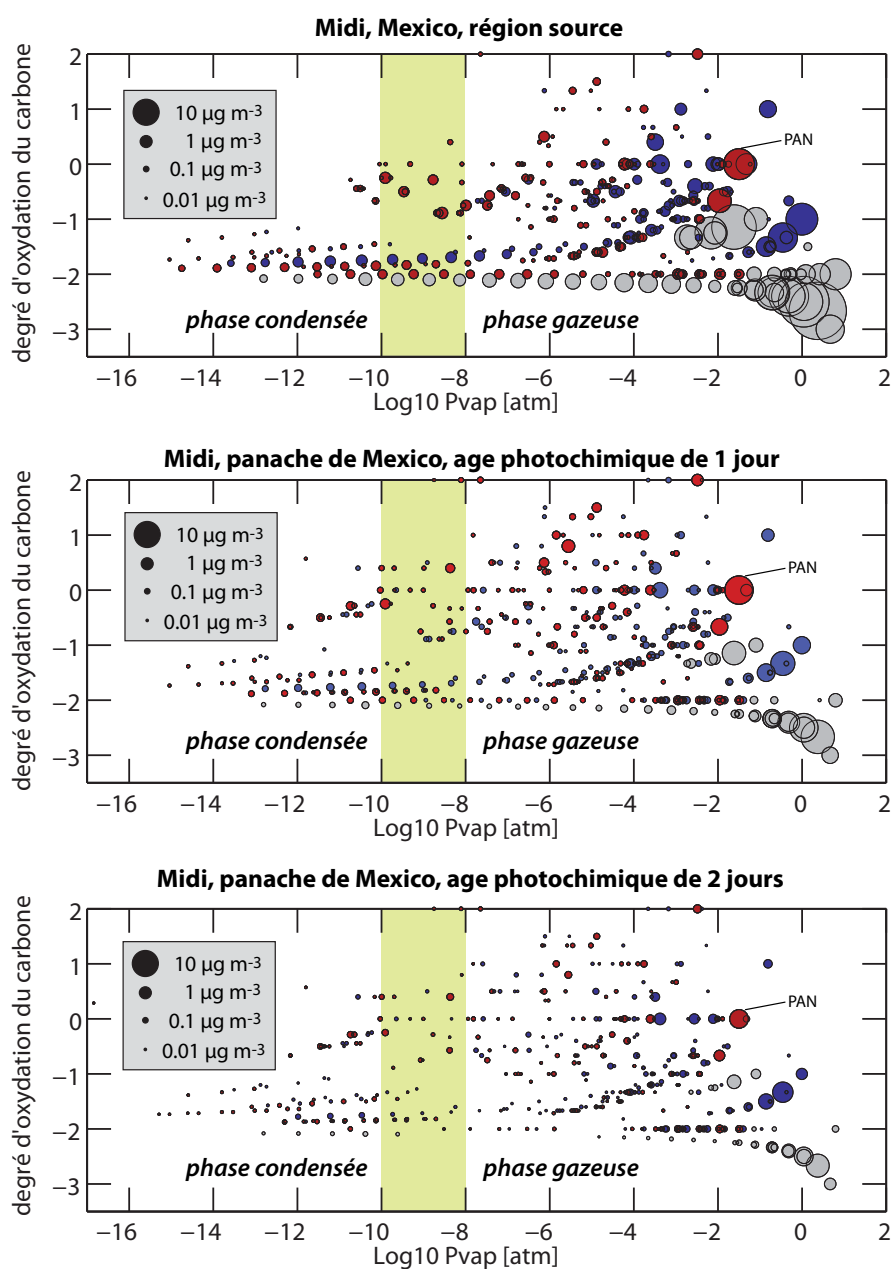 Midi, Mexico, région source
degré d'oxydation du carbone
2
1
0
−1
−2
−3
10 µg m-3
1 µg m-3
0.1 µg m-3
0.01 µg m-3
PAN
phase condensée
phase gazeuse
−16 −14 −12 −10 −8 −6 −4 −2 0
Log10 Pvap [atm]
Midi, panache de Mexico, age photochimique de 1 jour
degré d'oxydation du carbone
2
1
0
−1
−2
−3
10 µg m-3
1 µg m-3
0.1 µg m-3
0.01 µg m-3
PAN
phase condensée
phase gazeuse
−16 −14 −12 −10 −8 −6 −4 −2 0
Log10 Pvap [atm]
Midi, panache de Mexico, age photochimique de 2 jours
degré d'oxydation du carbone
2
1
0
−1
−2
−3
10 µg m-3
1 µg m-3
0.1 µg m-3
0.01 µg m-3
PAN
phase condensée
phase gazeuse
−16 −14 −12 −10 −8 −6 −4 −2 0
Log10 Pvap [atm]